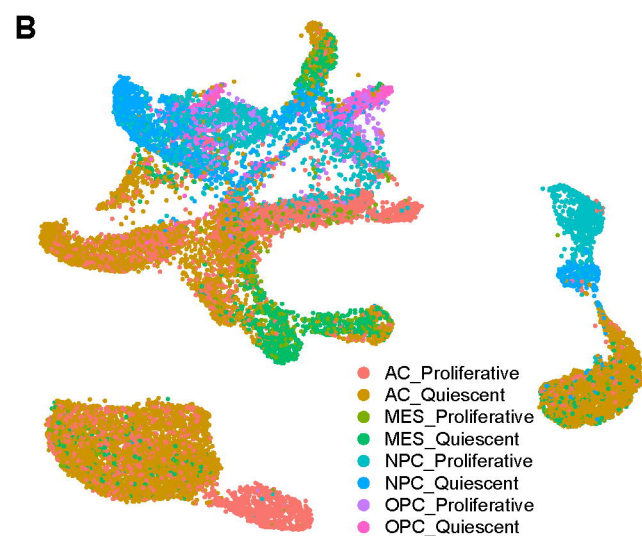 B
AC_Proliferative
AC_Quiescent
MES_Proliferative
MES_Quiescent
NPC_Proliferative
NPC_Quiescent
OPC_Proliferative
OPC_Quiescent